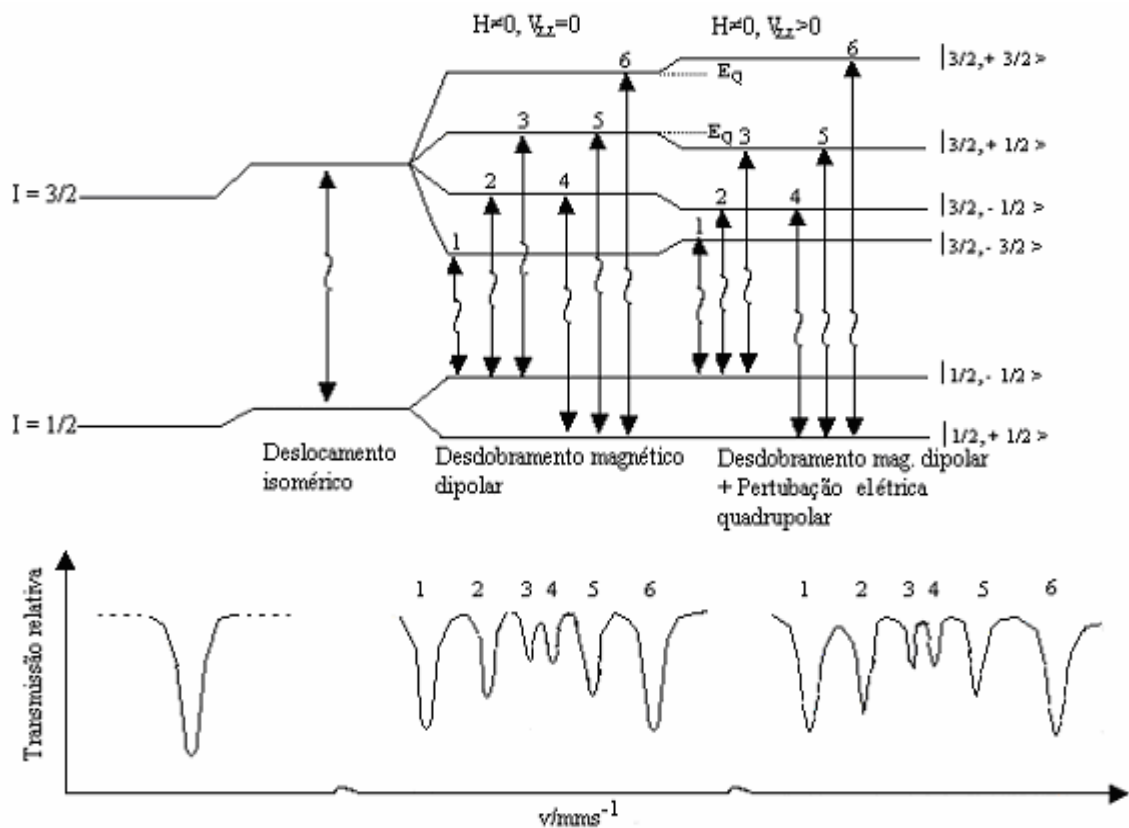 H≠0, V_ZZ=0
H≠0, V_ZZ>0
6
6
|3/2,+ 3/2>
E_Q
3
5
E_Q
3
5
|3/2,+ 1/2>
I = 3/2
2
4
2
4
|3/2,- 1/2>
1
1
|3/2,- 3/2>
|1/2,- 1/2>
I = 1/2
|1/2,+ 1/2>
Deslocamento
isomérico
Desdobramento magnético
dipolar
Desdobramento mag. dipolar
+ Pertubação elétrica
quadrupolar
Transmissão relativa
1 2 3 4 5 6
1 2 3 4 5 6
v/mms⁻¹